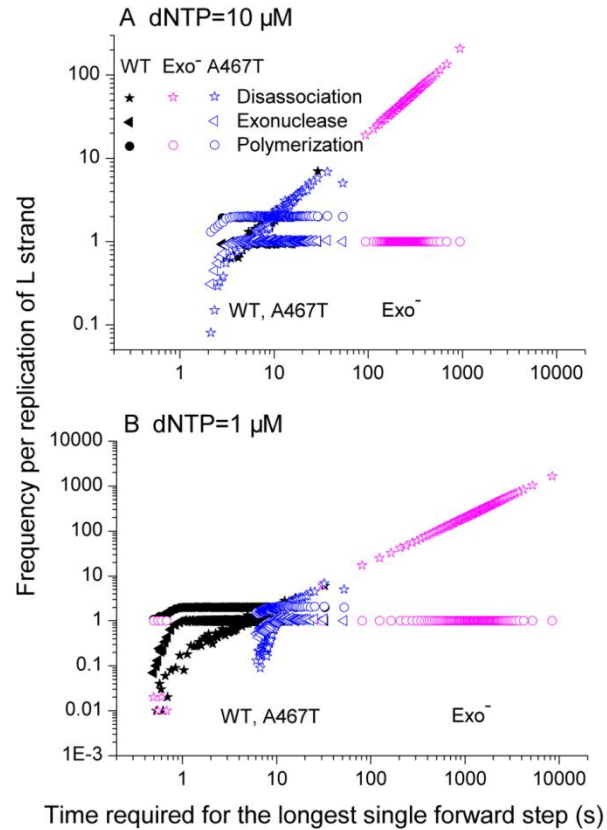 A dNTP=10 μM
WT Exo⁻ A467T
Disassociation
Exonuclease
Polymerization
100
10
1
0.1
WT, A467T Exo⁻
1 10 100 1000 10000
B dNTP=1 μM
10000
1000
100
10
1
0.1
0.01
1E-3
WT, A467T Exo⁻
1 10 100 1000 10000
Frequency per replication of L strand
Time required for the longest single forward step (s)